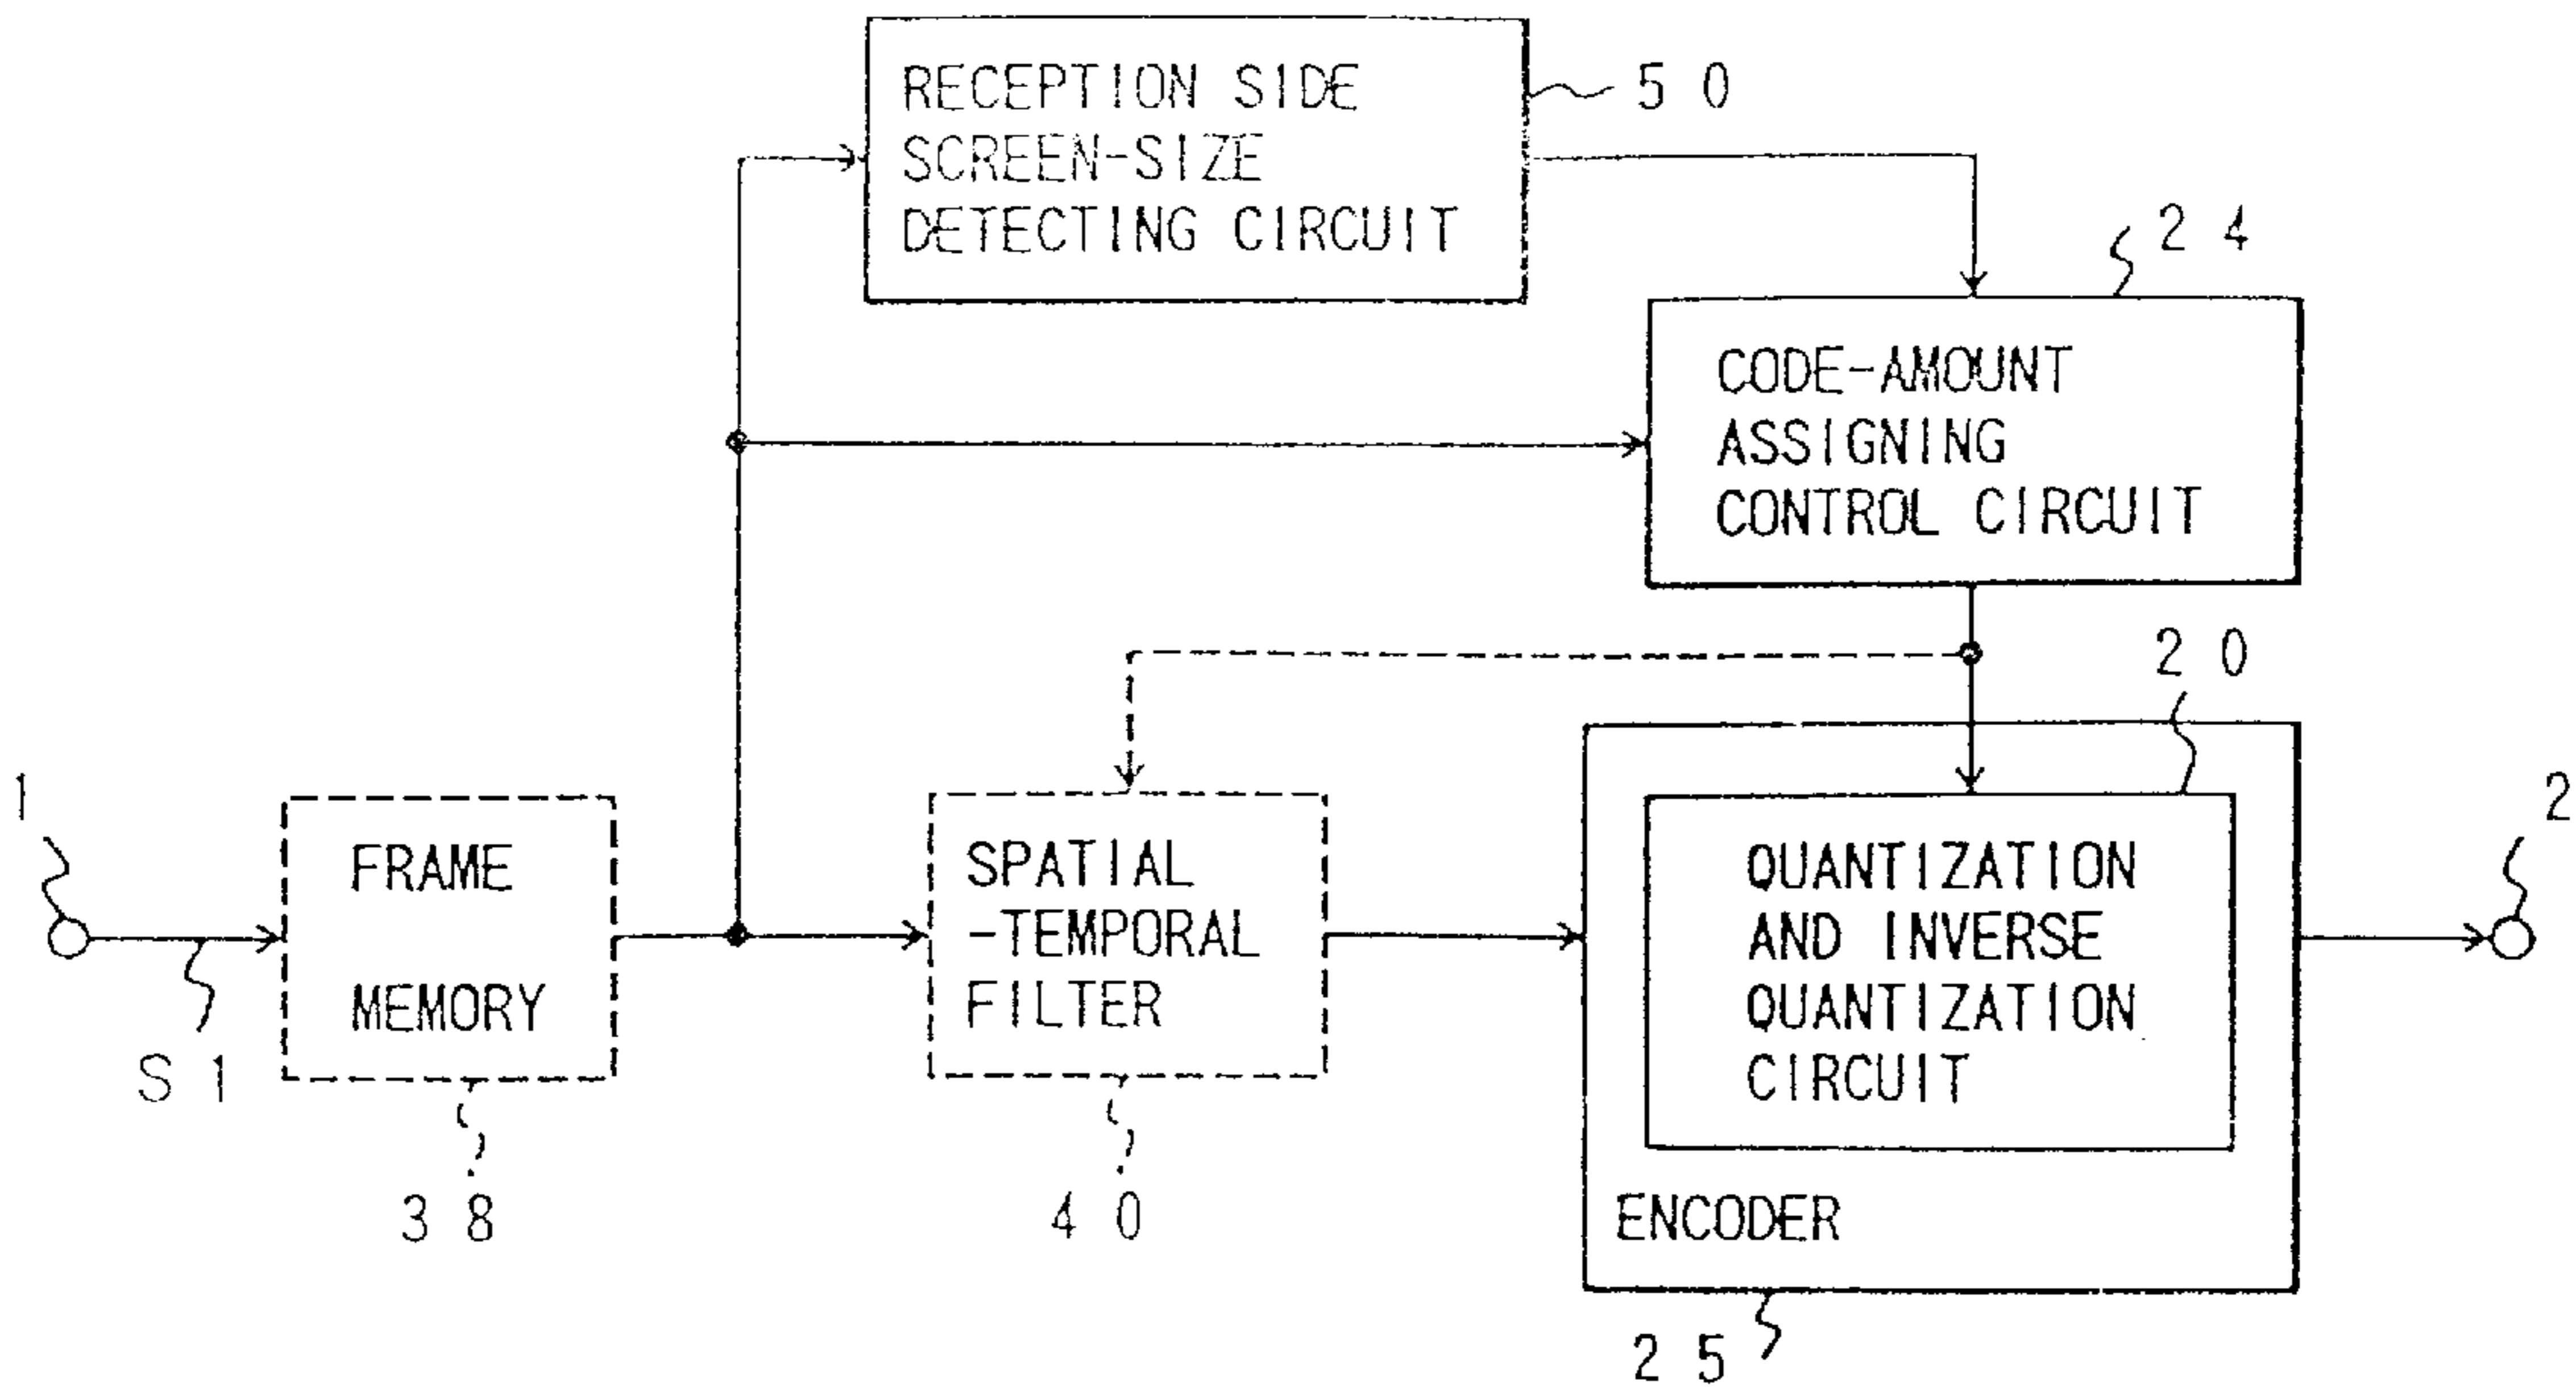 RECEPTION SIDE
SCREEN-SIZE
DETECTING CIRCUIT
50
24
CODE-AMOUNT
ASSIGNING
CONTROL CIRCUIT
20
1
S1
FRAME
MEMORY
38
SPATIAL
-TEMPORAL
FILTER
40
QUANTIZATION
AND INVERSE
QUANTIZATION
CIRCUIT
ENCODER
25
2